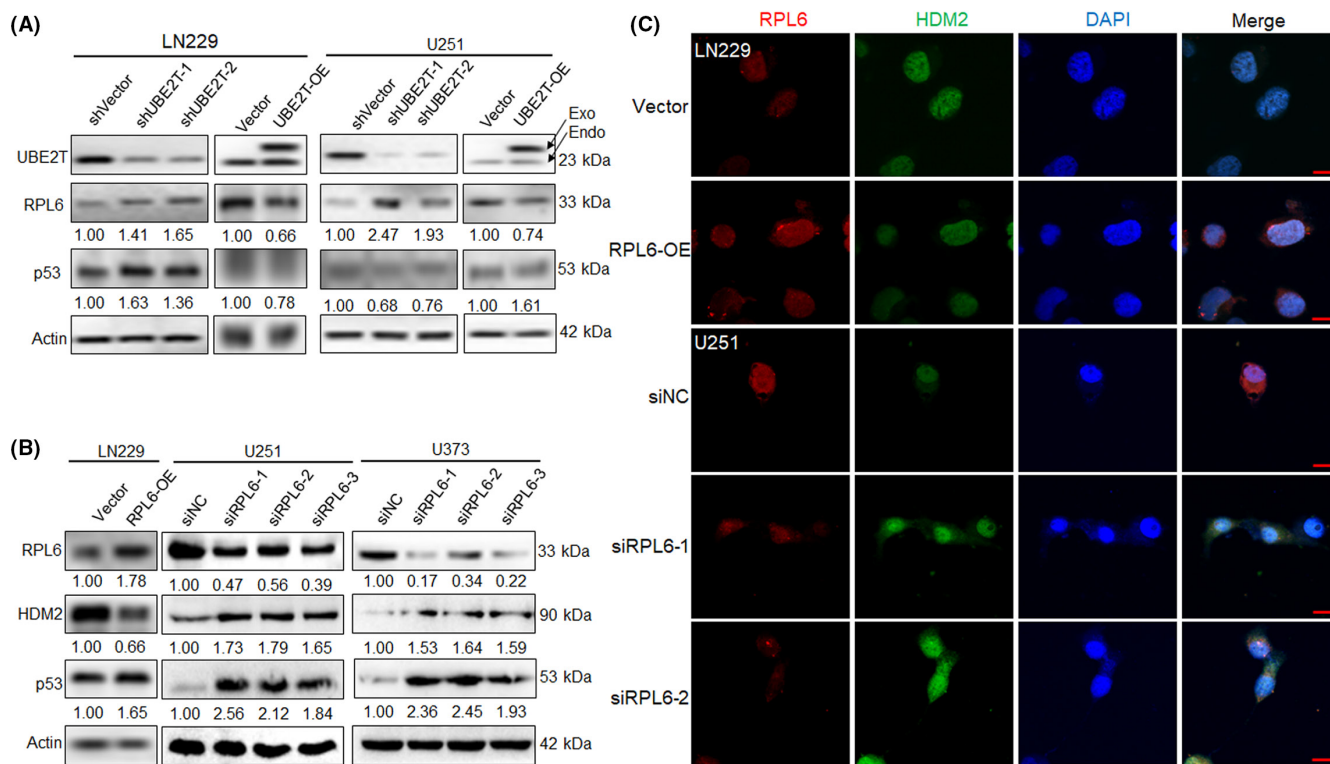 (A)
LN229
U251
shVector
shUBE2T-1
shUBE2T-2
Vector
UBE2T-OE
shVector
shUBE2T-1
shUBE2T-2
Vector
UBE2T-OE
Exo
Endo
UBE2T
23 kDa
RPL6
33 kDa
1.00 1.41 1.65 1.00 0.66 1.00 2.47 1.93 1.00 0.74
p53
53 kDa
1.00 1.63 1.36 1.00 0.78 1.00 0.68 0.76 1.00 1.61
Actin
42 kDa
(B)
LN229
U251
U373
Vector
RPL6-OE
siNC
siRPL6-1
siRPL6-2
siRPL6-3
siNC
siRPL6-1
siRPL6-2
siRPL6-3
RPL6
33 kDa
1.00 1.78 1.00 0.47 0.56 0.39 1.00 0.17 0.34 0.22
HDM2
90 kDa
1.00 0.66 1.00 1.73 1.79 1.65 1.00 1.53 1.64 1.59
p53
53 kDa
1.00 1.65 1.00 2.56 2.12 1.84 1.00 2.36 2.45 1.93
Actin
42 kDa
(C)
RPL6 HDM2 DAPI Merge
LN229
Vector
RPL6-OE
U251
siNC
siRPL6-1
siRPL6-2